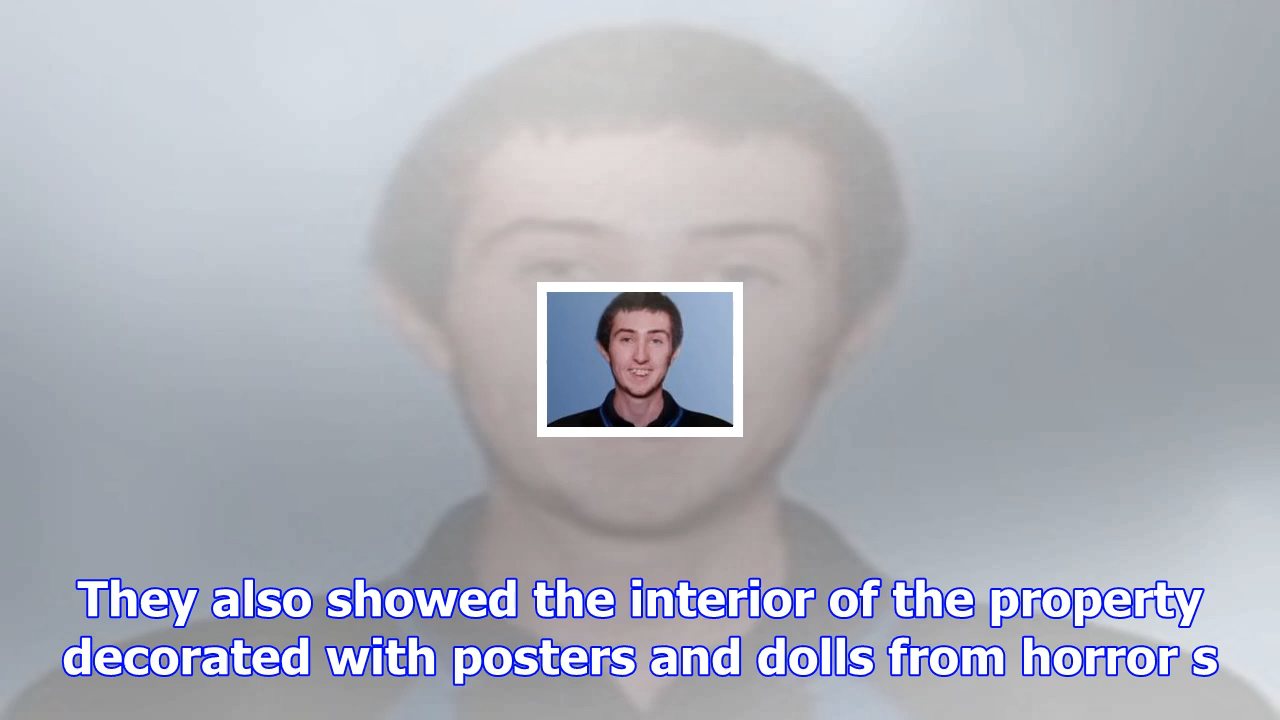 They also showed the interior of the property
decorated with posters and dolls from horror s